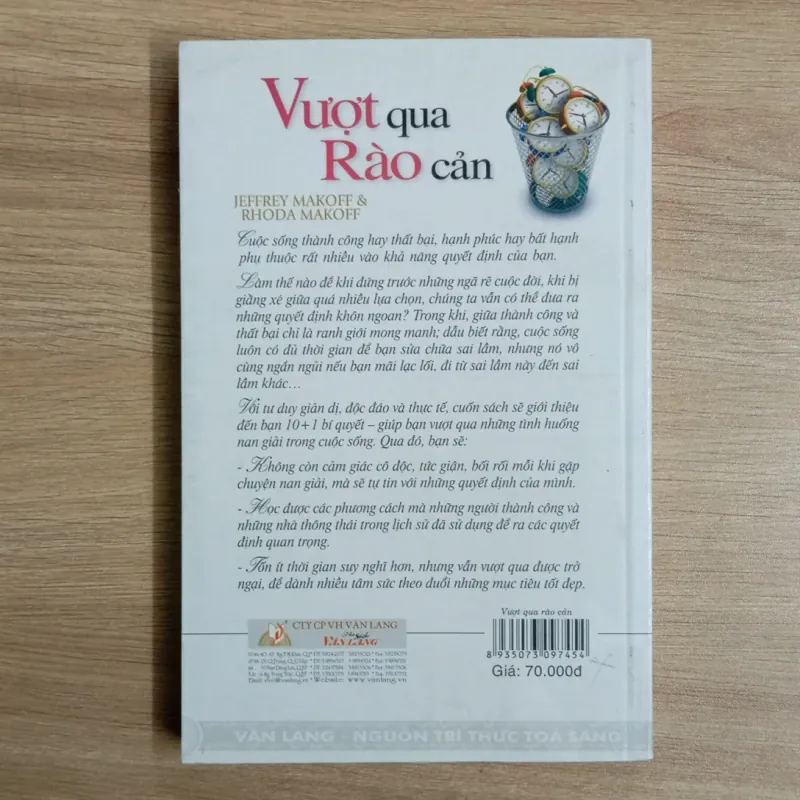 Vượt qua
Rào cản
JEFFREY MAKOFF &
RHODA MAKOFF
Cuộc sống thành công hay thất bại, hạnh phúc hay bất hạnh
phụ thuộc rất nhiều vào khả năng quyết định của bạn.
Làm thế nào để khi đứng trước những ngã rẽ cuộc đời, khi bị
giằng xé giữa quá nhiều lựa chọn, chúng ta vẫn có thể đưa ra
những quyết định khôn ngoan? Trong khi, giữa thành công và
thất bại chỉ là ranh giới mong manh; dẫu biết rằng, cuộc sống
luôn có đủ thời gian để bạn sửa chữa sai lầm, nhưng nó vô
cùng ngắn ngủi nếu bạn mãi lạc lối, đi từ sai lầm này đến sai
lầm khác...
Với tư duy giản dị, độc đáo và thực tế, cuốn sách sẽ giới thiệu
đến bạn 10+1 bí quyết – giúp bạn vượt qua những tình huống
nan giải trong cuộc sống. Qua đó, bạn sẽ:
- Không còn cảm giác cô độc, tức giận, bối rối mỗi khi gặp
chuyện nan giải, mà sẽ tự tin với những quyết định của mình.
- Học được các phương cách mà những người thành công và
những nhà thông thái trong lịch sử đã sử dụng để ra các quyết
định quan trọng.
- Tốn ít thời gian suy nghĩ hơn, nhưng vẫn vượt qua được trở
ngại, để dành nhiều tâm sức theo đuổi những mục tiêu tốt đẹp.
CTY CP VH VĂN LANG
Nhà sách
VĂN LANG
Website: www.vanlang.vn
Vượt qua rào cản
8 935073 097454
Giá: 70.000đ
VĂN LANG - NGUỒN TRI THỨC TỎA SÁNG